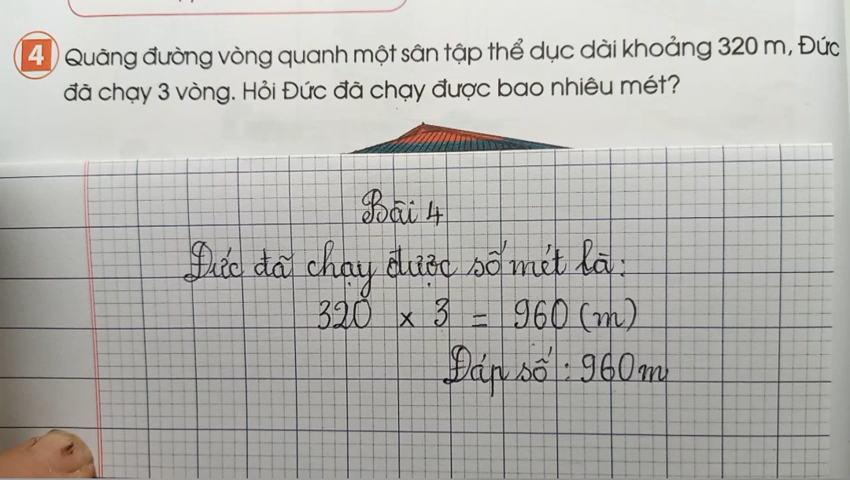 4 Quãng đường vòng quanh một sân tập thể dục dài khoảng 320 m, Đức
đã chạy 3 vòng. Hỏi Đức đã chạy được bao nhiêu mét?
Bài 4
Đức đã chạy được số mét là:
320 x 3 = 960 (m)
Đáp số : 960m